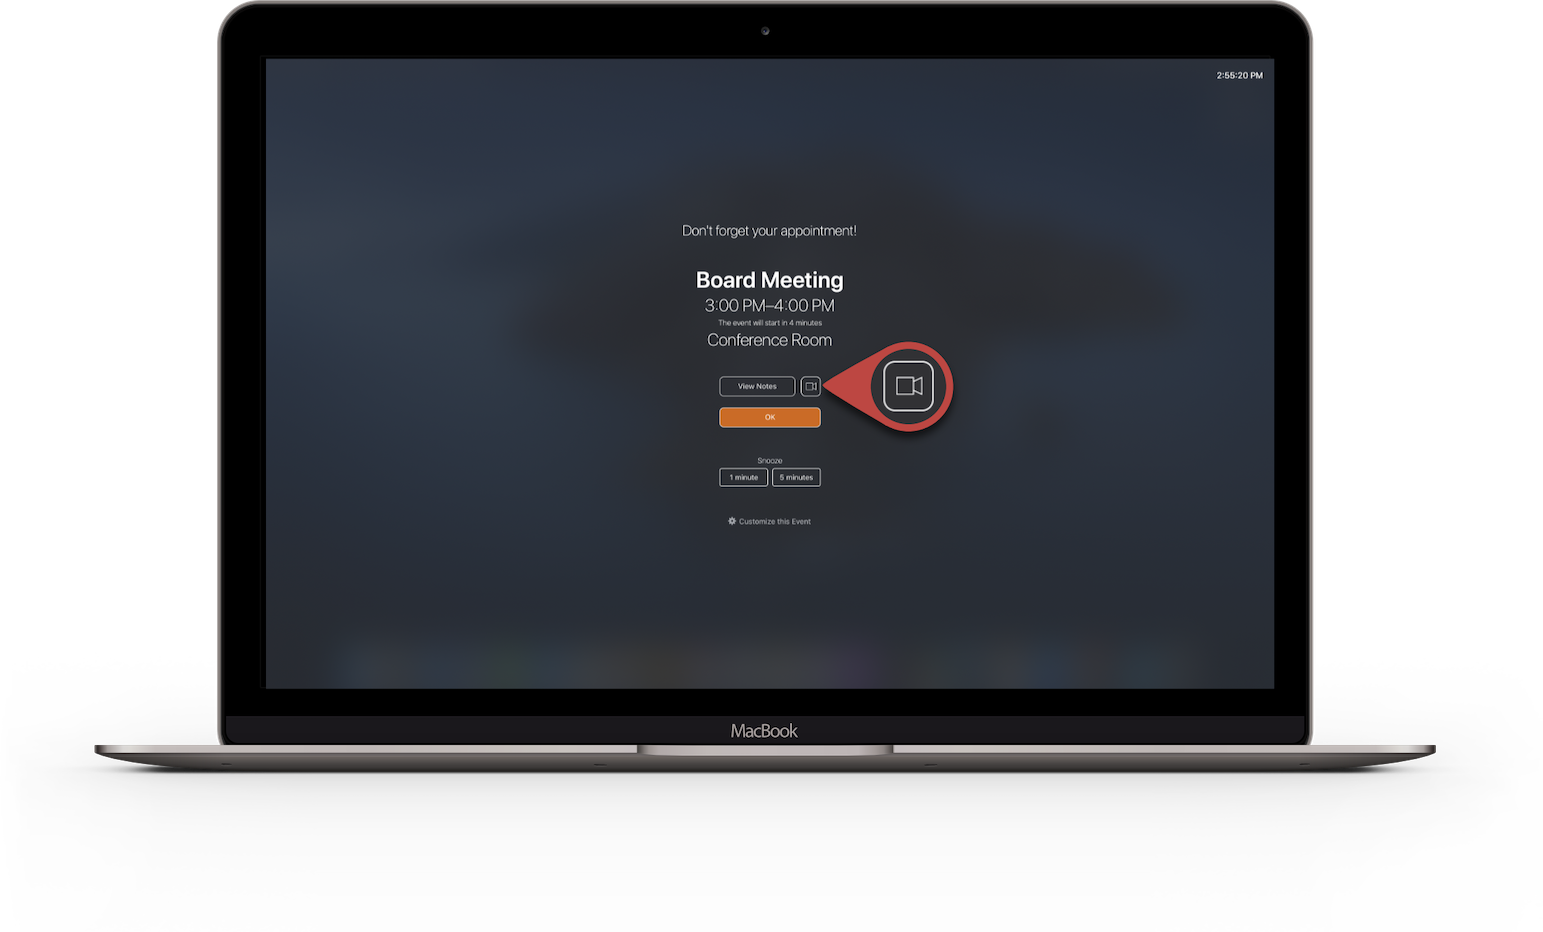 2:55:20 PM
Don't forget your appointment!
Board Meeting
3:00 PM–4:00 PM
The event will start in 4 minutes
Conference Room
View Notes
OK
Snooze
1 minute 5 minutes
Customize this Event
MacBook